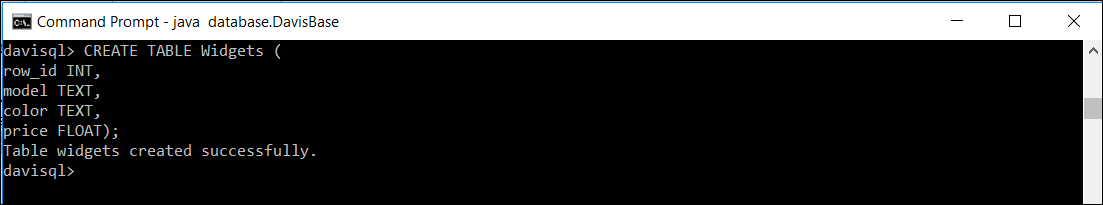 Command Prompt - java  database.DavisBase
davisql> CREATE TABLE Widgets (
row_id INT,
model TEXT,
color TEXT,
price FLOAT);
Table widgets created successfully.
davisql>